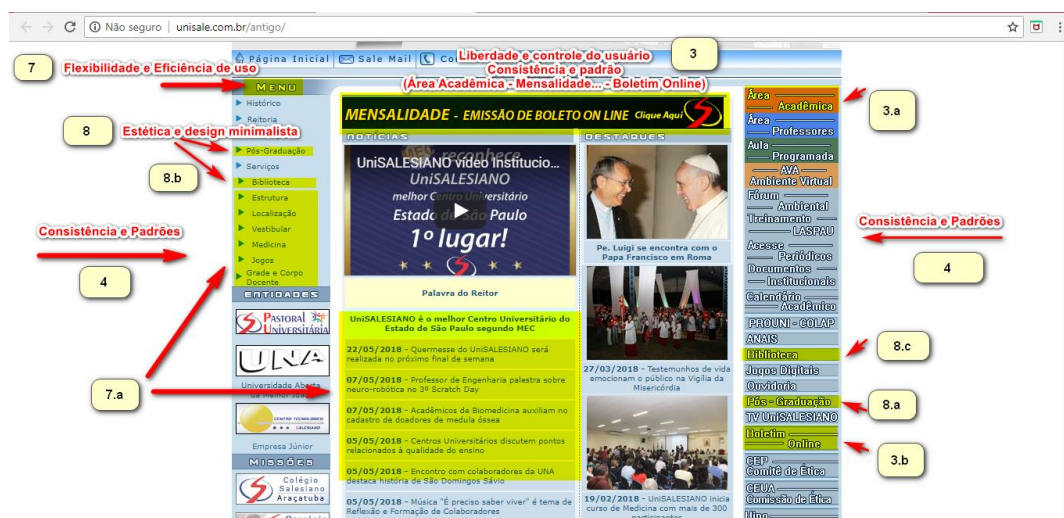 Não seguro | unisale.com.br/antigo/
Página Inicial | Sale Mail | Co
Liberdade e controle do usuário
Consistência e padrão
(Área Acadêmica - Mensalidade... - Boletim Online)
3
7
Flexibilidade e Eficiência de uso
MENU
Histórico
Reitoria
8
Estética e design minimalista
Pós-Graduação
Serviços
8.b
Biblioteca
Estrutura
Localização
Vestibular
Medicina
Jogos
Grade e Corpo
Docente
Consistência e Padrões
4
7.a
ENTIDADES
PASTORAL
UNIVERSITÁRIA
UNA
Universidade Aberta
CENTRO TECNOLÓGICO
SALESIANO
Empresa Júnior
MISSÕES
Colégio
Salesiano
Araçatuba
MENSALIDADE - EMISSÃO DE BOLETO ON LINE Clique Aqui
NOTÍCIAS
UniSALESIANO vídeo institucio...
reconhece
UniSALESIANO
melhor Centro Universitário
Estado de São Paulo
1º lugar!
Palavra do Reitor
UniSALESIANO é o melhor Centro Universitário do
Estado de São Paulo segundo MEC
22/05/2018 - Quermesse do UniSALESIANO será
realizada no próximo final de semana
07/05/2018 - Professor de Engenharia palestra sobre
neuro-robótica no 3º Scratch Day
07/05/2018 - Acadêmicos de Biomedicina auxiliam no
cadastro de doadores de medula óssea
05/05/2018 - Centros Universitários discutem pontos
relacionados à qualidade do ensino
05/05/2018 - Encontro com colaboradores da UNA
destaca história de São Domingos Sávio
05/05/2018 - Música "É preciso saber viver" é tema de
Reflexão e Formação de Colaboradores
DESTAQUES
Pe. Luigi se encontra com o
Papa Francisco em Roma
27/03/2018 - Testemunhos de vida
emocionam o público na Vigília da
Misericórdia
19/02/2018 - UniSALESIANO inicia
curso de Medicina com mais de 300
participantes
Área
Acadêmica
Área
Professores
Aula
Programada
AVA
Ambiente Virtual
Fórum
Ambiental
Treinamento
LASPAU
Acesse
Periódicos
Documentos
Institucionais
Calendário
Acadêmico
PROUNI - COLAP
ANAIS
Biblioteca
Jogos Digitais
Ouvidoria
Pós - Graduação
TV UniSALESIANO
Boletim
Online
CEP
Comitê de Ética
CEUA
Comissão de Ética
Hino
3.a
Consistência e Padrões
4
8.c
8.a
3.b